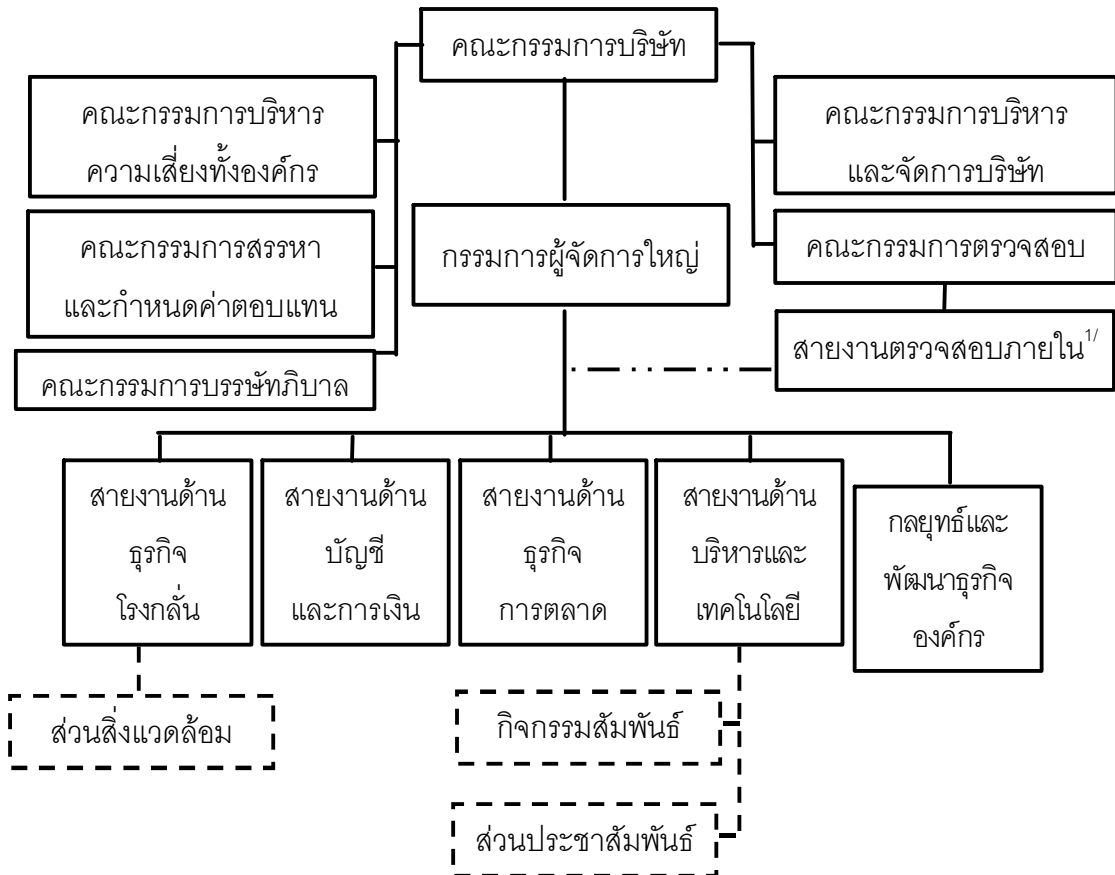 คณะกรรมการบริษัท
คณะกรรมการบริหาร
ความเสี่ยงทั้งองค์กร
คณะกรรมการบริหาร
และจัดการบริษัท
คณะกรรมการสรรหา
และกำหนดค่าตอบแทน
กรรมการผู้จัดการใหญ่
คณะกรรมการตรวจสอบ
สายงานตรวจสอบภายใน1/
คณะกรรมการบรรษัทภิบาล
สายงานด้าน
ธุรกิจ
โรงกลั่น
สายงานด้าน
บัญชี
และการเงิน
สายงานด้าน
ธุรกิจ
การตลาด
สายงานด้าน
บริหารและ
เทคโนโลยี
กลยุทธ์และ
พัฒนาธุรกิจ
องค์กร
ส่วนสิ่งแวดล้อม
กิจกรรมสัมพันธ์
ส่วนประชาสัมพันธ์